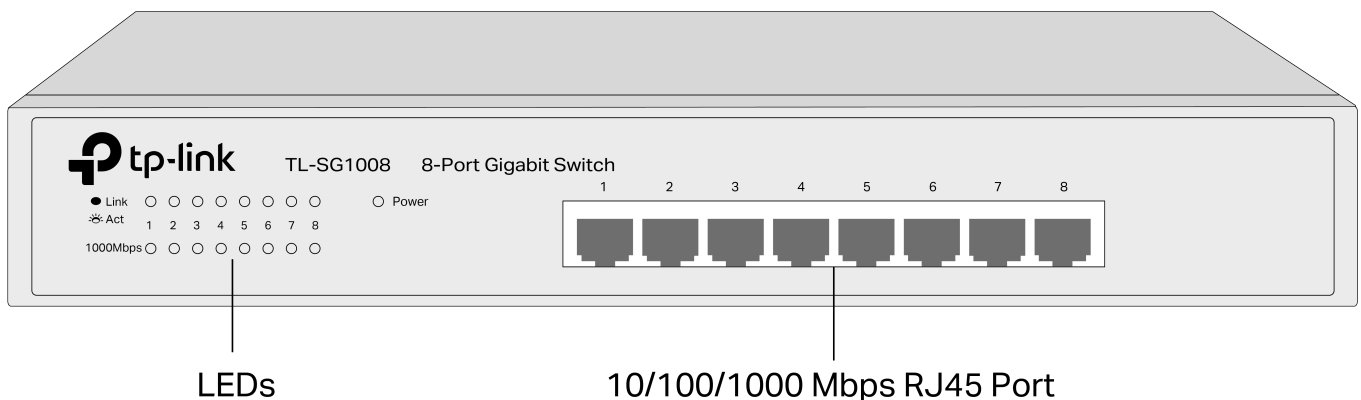 tp-link TL-SG1008 8-Port Gigabit Switch
1 2 3 4 5 6 7 8
Link Power
Act
1 2 3 4 5 6 7 8
1000Mbps
LEDs 10/100/1000 Mbps RJ45 Port